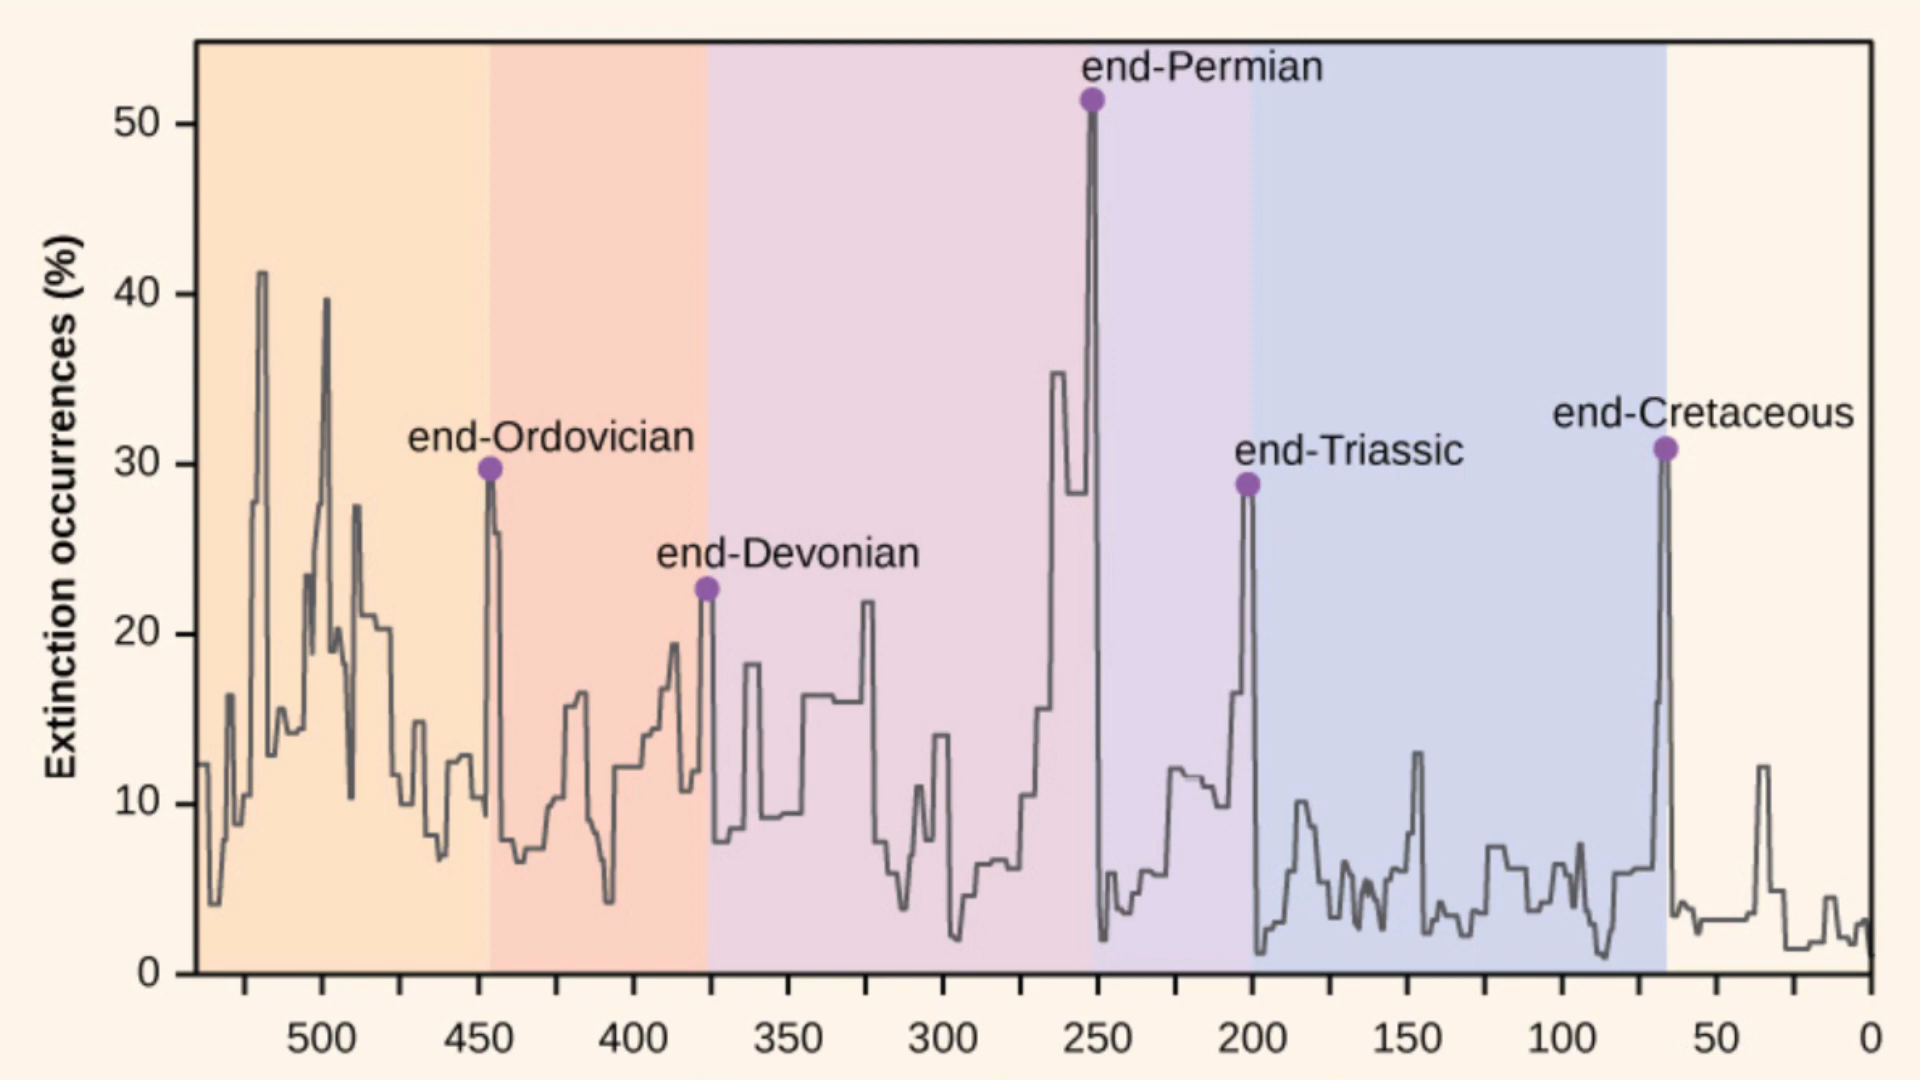 end-Permian
50
40
end-Cretaceous
end-Ordovician
end-Triassic
30
end-Devonian
20
10
0
Extinction occurrences (%)
500 450 400 350 300 250 200 150 100 50 0